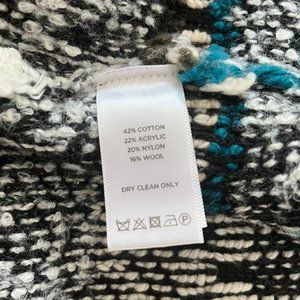 42% COTTON
22% ACRYLIC
20% NYLON
16% WOOL
DRY CLEAN ONLY